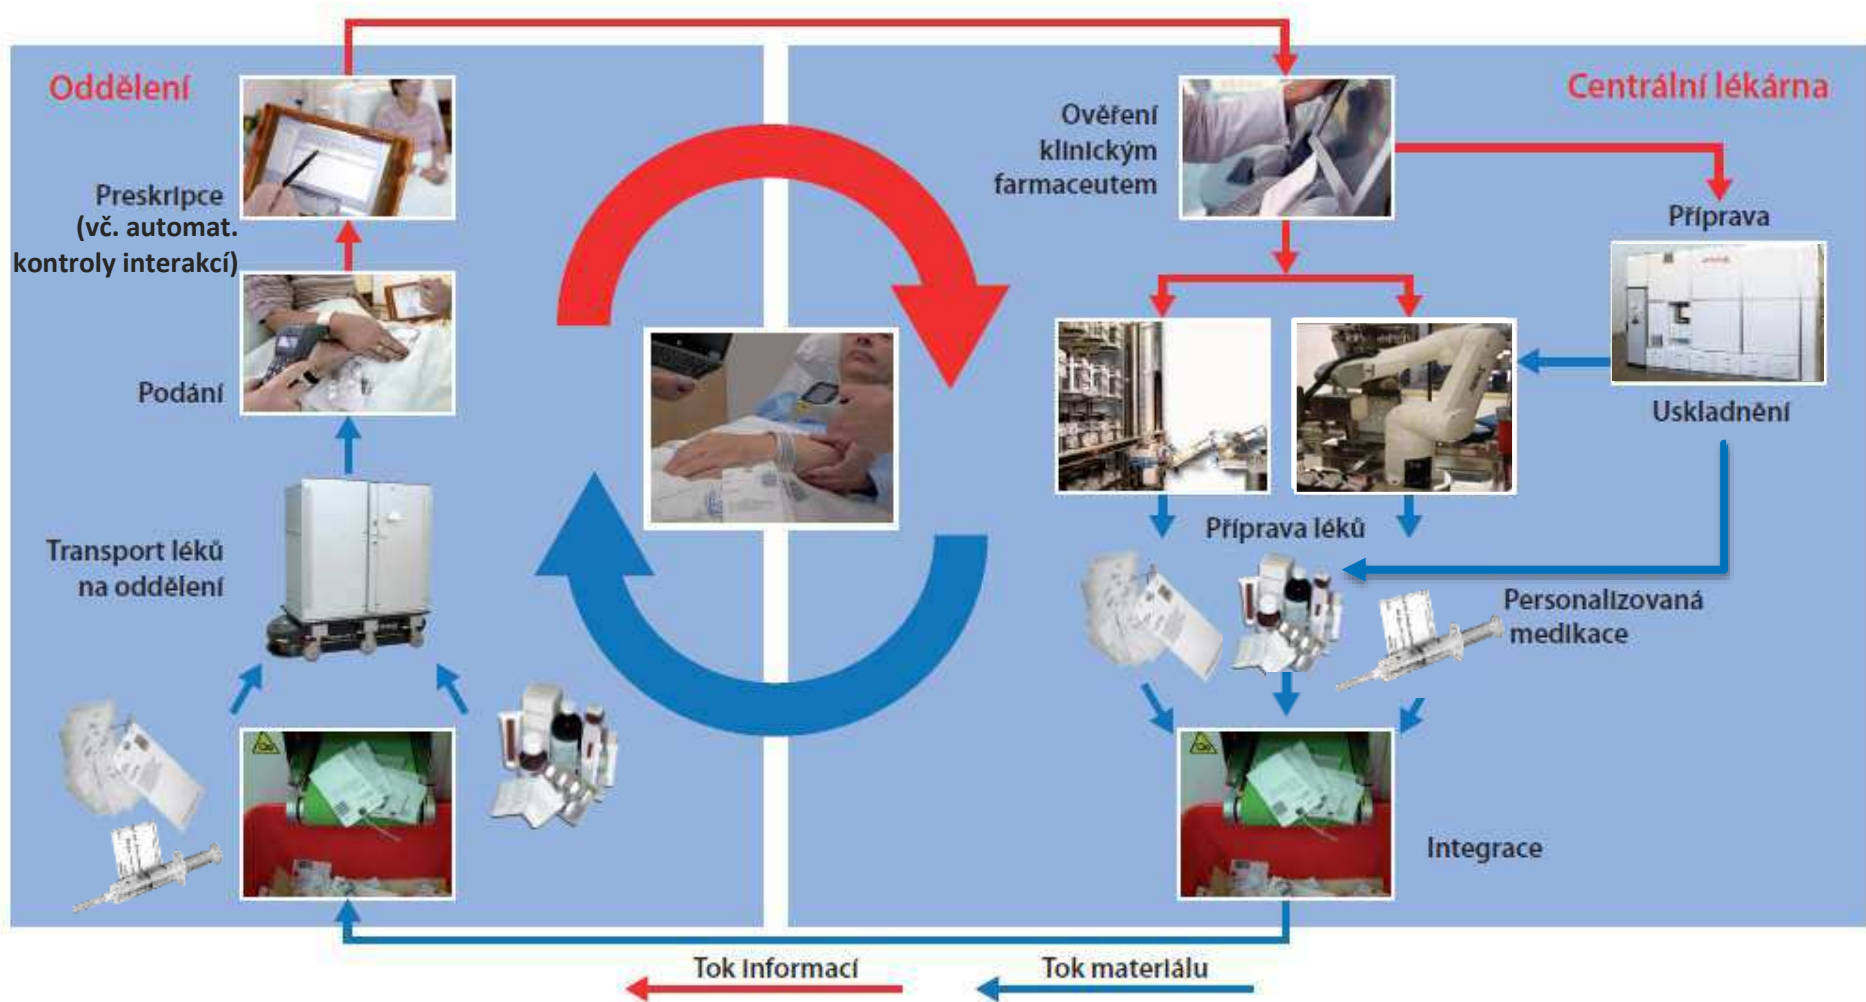 Oddělení
Centrální lékárna
Preskripce
(vč. automat.
kontroly interakcí)
Podání
Transport léků
na oddělení
Ověření
klinickým
farmaceutem
Příprava
Uskladnění
Příprava léků
Personalizovaná
medikace
Integrace
Tok informací
Tok materiálu